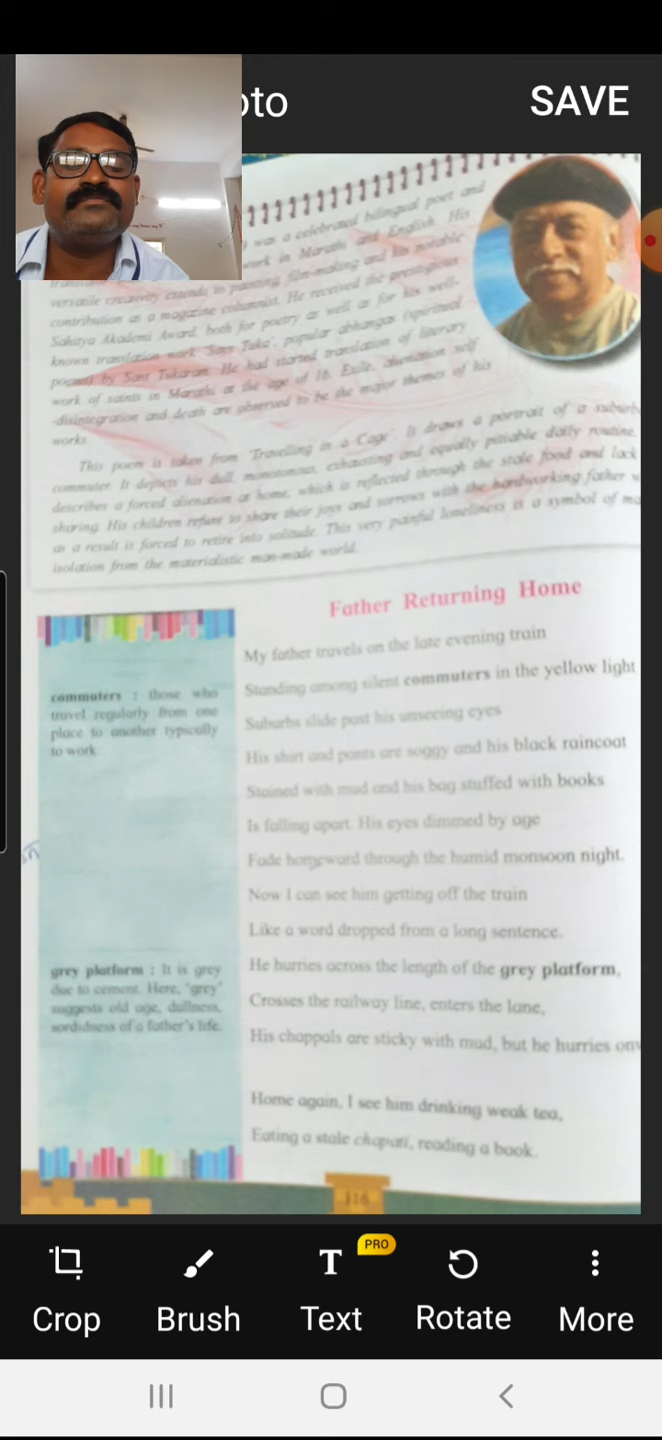 oto
SAVE
was a celebrated bilingual poet and
work in Marathi and English. His
versatile creativity extends to painting, film-making and his notable
contribution as a magazine columnist. He received the prestigious
Sahitya Akademi Award, both for poetry as well as for his well-
known translation work 'Says Tuka', popular abhangas (spiritual
poems) by Sant Tukaram. He had started translation of literary
work of saints in Marathi at the age of 16. Exile, alienation self
-disintegration and death are observed to be the major themes of his
works.
This poem is taken from 'Travelling in a Cage'. It draws a portrait of a suburb
commuter. It depicts his dull, monotonous, exhausting and equally pitiable daily routine.
describes a forced alienation at home, which is reflected through the stale food and lack
sharing. His children refuse to share their joys and sorrows with the hardworking father w
as a result is forced to retire into solitude. This very painful loneliness is a symbol of ma
isolation from the materialistic man-made world.
Father Returning Home
My father travels on the late evening train
Standing among silent commuters in the yellow light
Suburbs slide past his unseeing eyes
His shirt and pants are soggy and his black raincoat
Stained with mud and his bag stuffed with books
Is falling apart. His eyes dimmed by age
Fade homeward through the humid monsoon night.
Now I can see him getting off the train
Like a word dropped from a long sentence.
He hurries across the length of the grey platform,
Crosses the railway line, enters the lane,
His chappals are sticky with mud, but he hurries onw
Home again, I see him drinking weak tea,
Eating a stale chapati, reading a book.
commuters : those who
travel regularly from one
place to another typically
to work
grey platform : It is grey
due to cement. Here, 'grey'
suggests old age, dullness,
sordidness of a father's life.
116
PRO
T
Crop
Brush
Text
Rotate
More